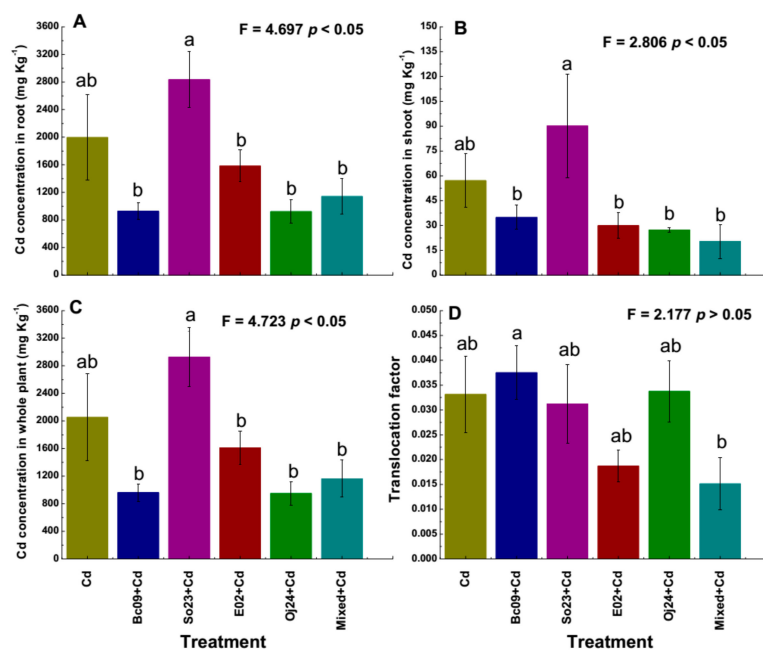 A
F = 4.697 p < 0.05
Cd concentration in root (mg Kg-1)
3600
3200
2800
2400
2000
1600
1200
800
400
0
ab
b
a
b
b
b
B
F = 2.806 p < 0.05
Cd concentration in shoot (mg Kg-1)
150
135
120
105
90
75
60
45
30
15
0
ab
b
a
b
b
b
C
F = 4.723 p < 0.05
Cd concentration in whole plant (mg Kg-1)
3600
3200
2800
2400
2000
1600
1200
800
400
0
ab
b
a
b
b
b
Cd
Bc09+Cd
So23+Cd
E02+Cd
Oj24+Cd
Mixed+Cd
Treatment
D
F = 2.177 p > 0.05
Translocation factor
0.050
0.045
0.040
0.035
0.030
0.025
0.020
0.015
0.010
0.005
0.000
ab
a
ab
ab
ab
b
Cd
Bc09+Cd
So23+Cd
E02+Cd
Oj24+Cd
Mixed+Cd
Treatment